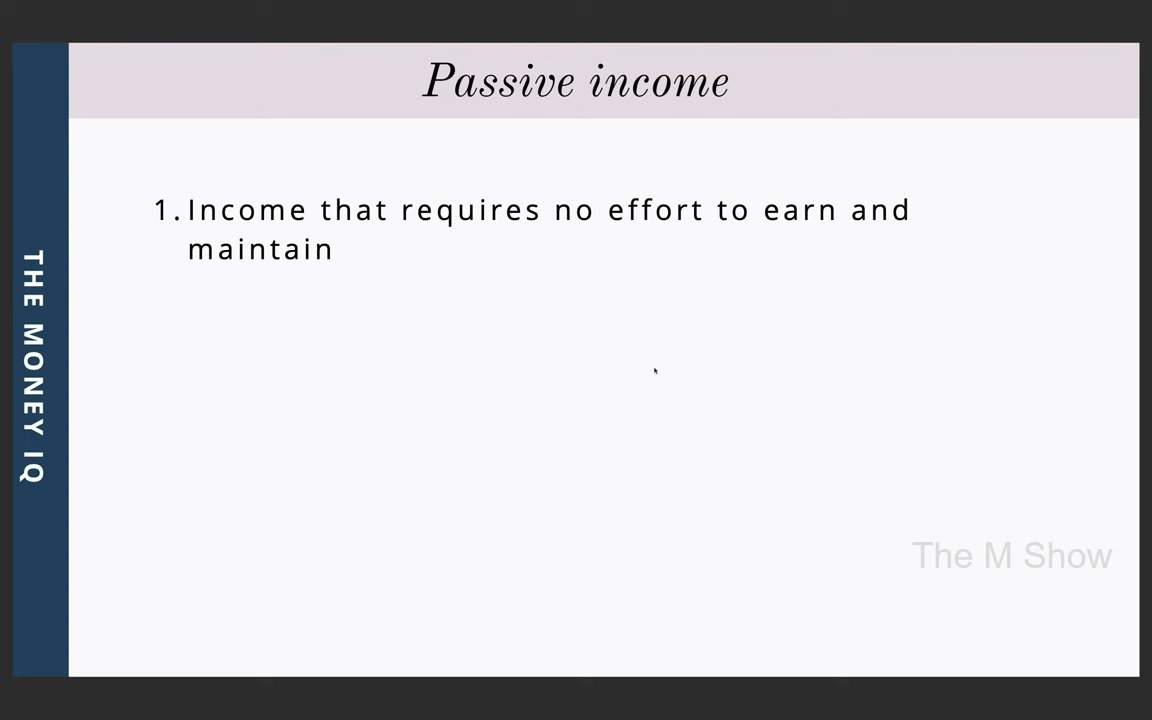 Passive income
1. Income that requires no effort to earn and
maintain
THE MONEY IQ
The M Show